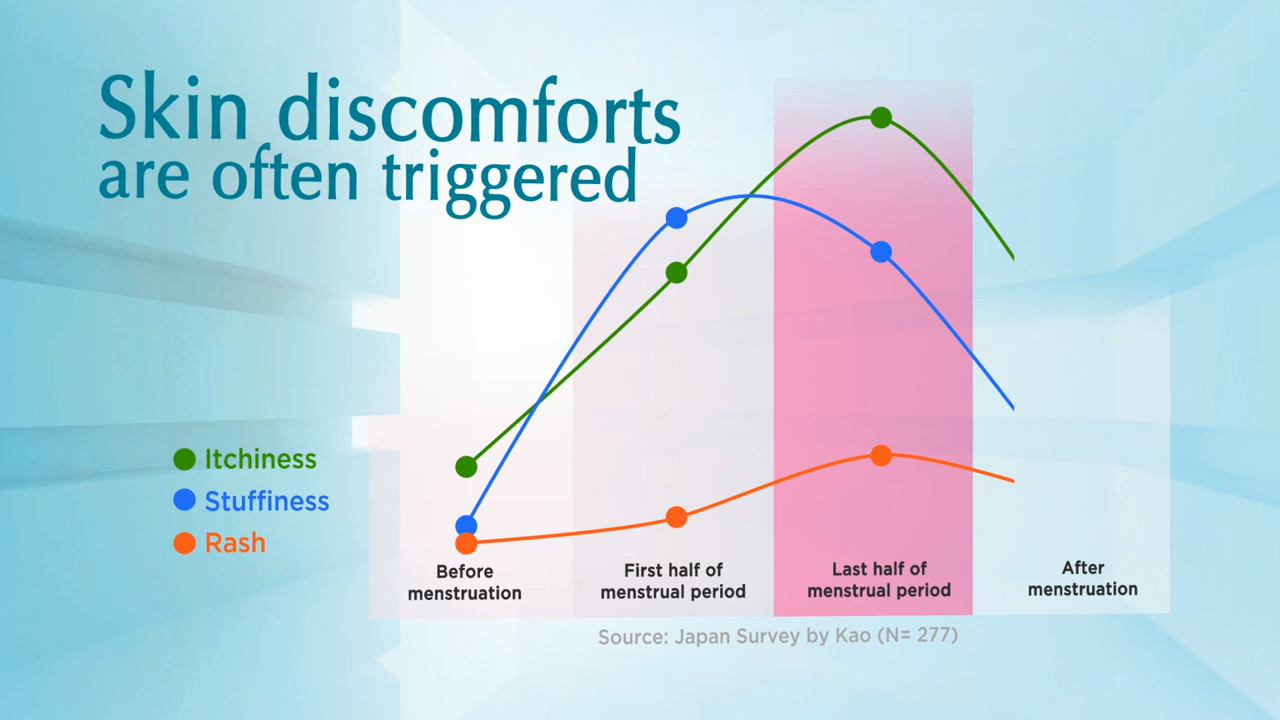 Skin discomforts
are often triggered
Itchiness
Stuffiness
Rash
Before
menstruation
First half of
menstrual period
Last half of
menstrual period
After
menstruation
Source: Japan Survey by Kao (N= 277)